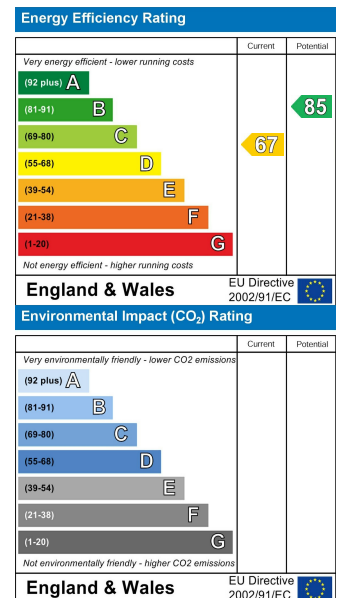 Energy Efficiency Rating
Current Potential
Very energy efficient - lower running costs
(92 plus) A
(81-91) B
(69-80) C
(55-68) D
(39-54) E
(21-38) F
(1-20) G
67
85
Not energy efficient - higher running costs
England & Wales
EU Directive
2002/91/EC
Environmental Impact (CO₂) Rating
Current Potential
Very environmentally friendly - lower CO2 emissions
(92 plus) A
(81-91) B
(69-80) C
(55-68) D
(39-54) E
(21-38) F
(1-20) G
Not environmentally friendly - higher CO2 emissions
England & Wales
EU Directive
2002/91/EC